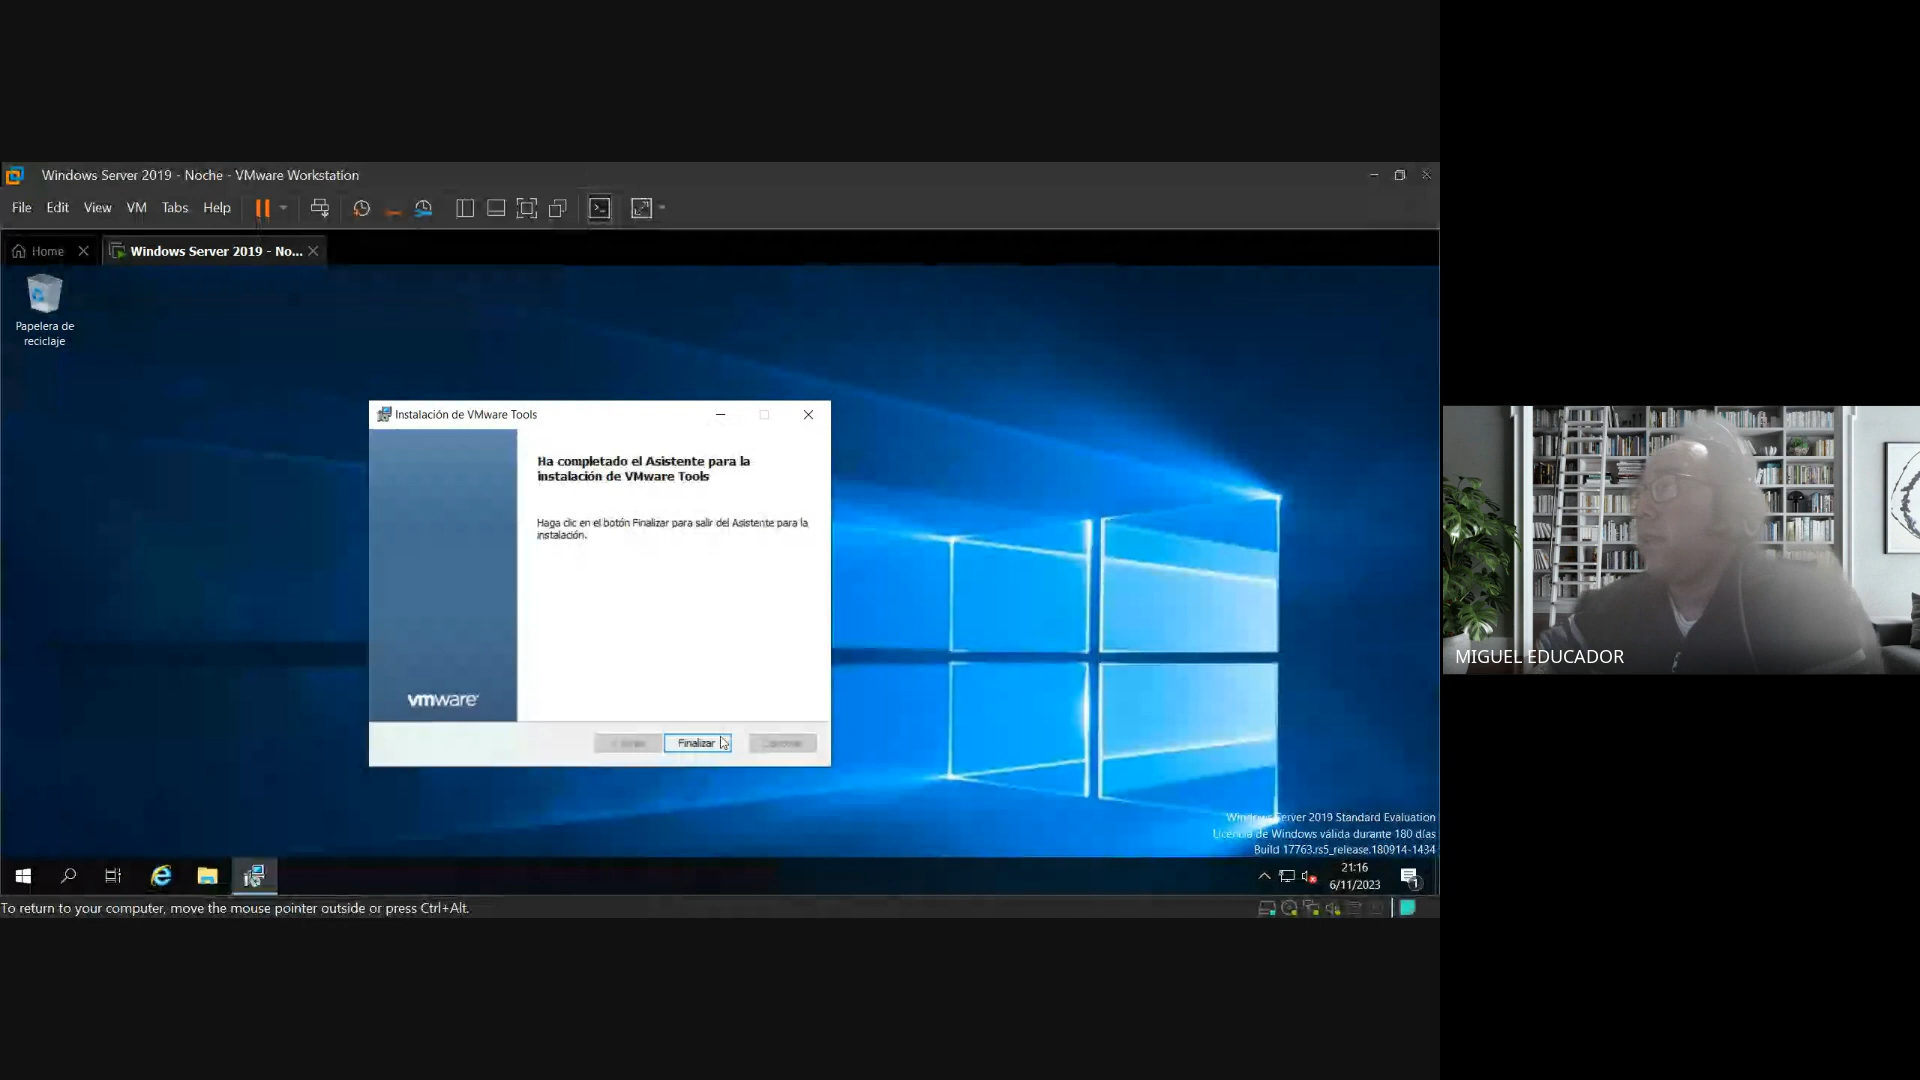 Windows Server 2019 - Noche - VMware Workstation
File Edit View VM Tabs Help
Home
Windows Server 2019 - No...
Papelera de
reciclaje
Instalación de VMware Tools
Ha completado el Asistente para la
instalación de VMware Tools
Haga clic en el botón Finalizar para salir del Asistente para la
instalación.
vmware
Finalizar
MIGUEL EDUCADOR
Windows Server 2019 Standard Evaluation
Licencia de Windows válida durante 180 días
Build 17763.rs5_release.180914-1434
21:16
6/11/2023
1
To return to your computer, move the mouse pointer outside or press Ctrl+Alt.